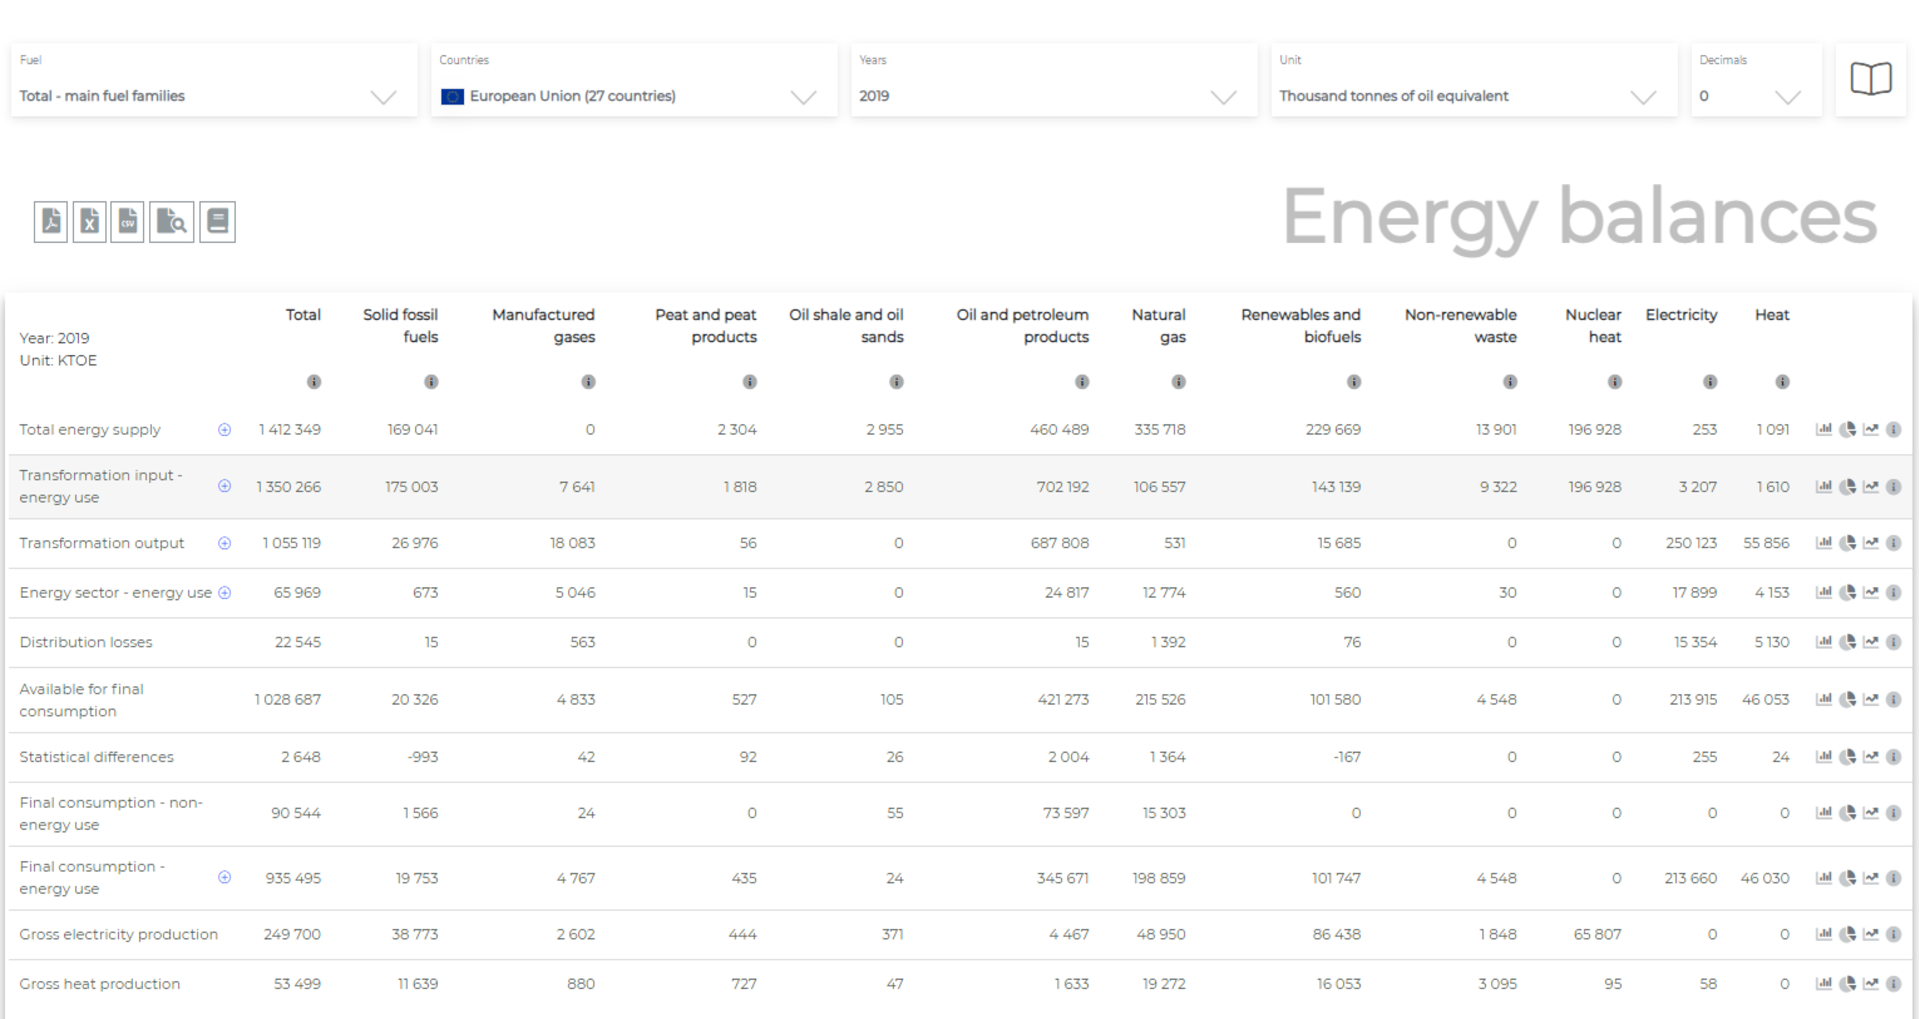 Fuel Countries Years Unit Decimals
Total - main fuel families European Union (27 countries) 2019 Thousand tonnes of oil equivalent 0
CSV
Energy balances
Total Solid fossil Manufactured Peat and peat Oil shale and oil Oil and petroleum Natural Renewables and Non-renewable Nuclear Electricity Heat
Year: 2019 fuels gases products sands products gas biofuels waste heat
Unit: KTOE
Total energy supply 1 412 349 169 041 0 2 304 2 955 460 489 335 718 229 669 13 901 196 928 253 1 091
Transformation input -
energy use 1 350 266 175 003 7 641 1 818 2 850 702 192 106 557 143 139 9 322 196 928 3 207 1 610
Transformation output 1 055 119 26 976 18 083 56 0 687 808 531 15 685 0 0 250 123 55 856
Energy sector - energy use 65 969 673 5 046 15 0 24 817 12 774 560 30 0 17 899 4 153
Distribution losses 22 545 15 563 0 0 15 1 392 76 0 0 15 354 5 130
Available for final
consumption 1 028 687 20 326 4 833 527 105 421 273 215 526 101 580 4 548 0 213 915 46 053
Statistical differences 2 648 -993 42 92 26 2 004 1 364 -167 0 0 255 24
Final consumption - non-
energy use 90 544 1 566 24 0 55 73 597 15 303 0 0 0 0 0
Final consumption -
energy use 935 495 19 753 4 767 435 24 345 671 198 859 101 747 4 548 0 213 660 46 030
Gross electricity production 249 700 38 773 2 602 444 371 4 467 48 950 86 438 1 848 65 807 0 0
Gross heat production 53 499 11 639 880 727 47 1 633 19 272 16 053 3 095 95 58 0